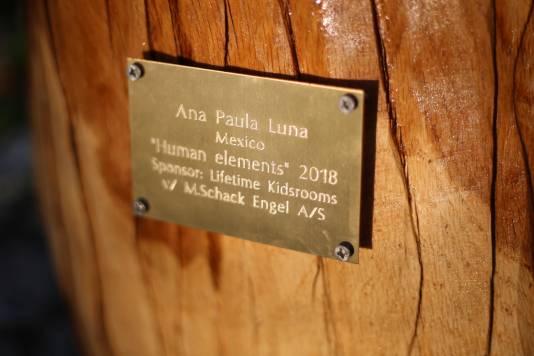 Ana Paula Luna
Mexico
"Human elements" 2018
Sponsor: Lifetime Kidsrooms
v/ M.Schack Engel A/S